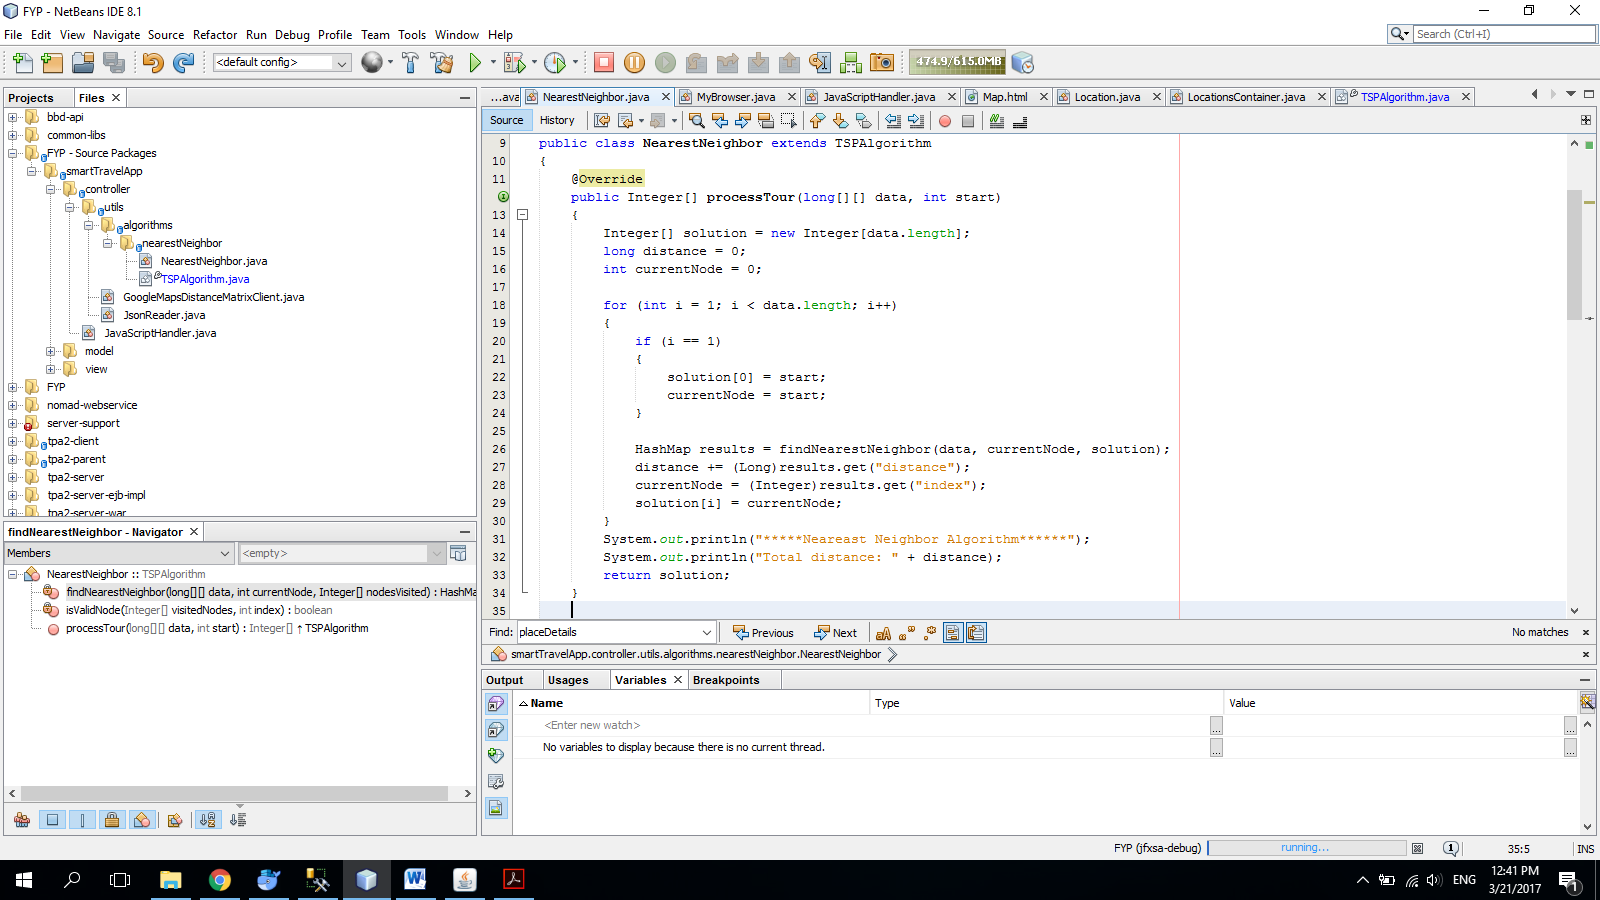 FYP - NetBeans IDE 8.1
File Edit View Navigate Source Refactor Run Debug Profile Team Tools Window Help
Search (Ctrl+I)
<default config>
474.9/615.0MB
Projects Files
bbd-api
common-libs
FYP - Source Packages
smartTravelApp
controller
utils
algorithms
nearestNeighbor
NearestNeighbor.java
TSPAlgorithm.java
GoogleMapsDistanceMatrixClient.java
JsonReader.java
JavaScriptHandler.java
model
view
FYP
nomad-webservice
server-support
tpa2-client
tpa2-parent
tpa2-server
tpa2-server-ejb-impl
tpa2-server-war
findNearestNeighbor - Navigator
Members <empty>
NearestNeighbor :: TSPAlgorithm
findNearestNeighbor(long[][] data, int currentNode, Integer[] nodesVisited) : HashMa
isValidNode(Integer[] visitedNodes, int index) : boolean
processTour(long[][] data, int start) : Integer[] ↑ TSPAlgorithm
...ava NearestNeighbor.java MyBrowser.java JavaScriptHandler.java Map.html Location.java LocationsContainer.java TSPAlgorithm.java
Source History
9 public class NearestNeighbor extends TSPAlgorithm
10 {
11 @Override
public Integer[] processTour(long[][] data, int start)
13 {
14 Integer[] solution = new Integer[data.length];
15 long distance = 0;
16 int currentNode = 0;
17
18 for (int i = 1; i < data.length; i++)
19 {
20 if (i == 1)
21 {
22 solution[0] = start;
23 currentNode = start;
24 }
25
26 HashMap results = findNearestNeighbor(data, currentNode, solution);
27 distance += (Long)results.get("distance");
28 currentNode = (Integer)results.get("index");
29 solution[i] = currentNode;
30 }
31 System.out.println("*****Neareast Neighbor Algorithm******");
32 System.out.println("Total distance: " + distance);
33 return solution;
34 }
35
Find: placeDetails Previous Next No matches
smartTravelApp.controller.utils.algorithms.nearestNeighbor.NearestNeighbor
Output Usages Variables Breakpoints
Name Type Value
<Enter new watch>
No variables to display because there is no current thread.
FYP (jfxsa-debug) running... 1 35:5 INS
ENG
12:41 PM
3/21/2017
1